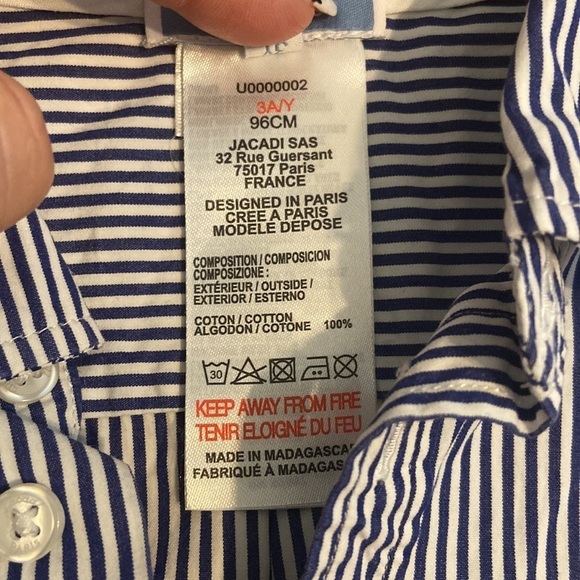 U0000002
3A/Y
96CM
JACADI SAS
32 Rue Guersant
75017 Paris
FRANCE
DESIGNED IN PARIS
CREE A PARIS
MODELE DEPOSE
COMPOSITION / COMPOSICION
COMPOSIZIONE :
EXTÉRIEUR / OUTSIDE /
EXTERIOR / ESTERNO
COTON / COTTON
ALGODON / COTONE 100%
30
KEEP AWAY FROM FIRE
TENIR ELOIGNÉ DU FEU
MADE IN MADAGASCAR
FABRIQUÉ À MADAGAS